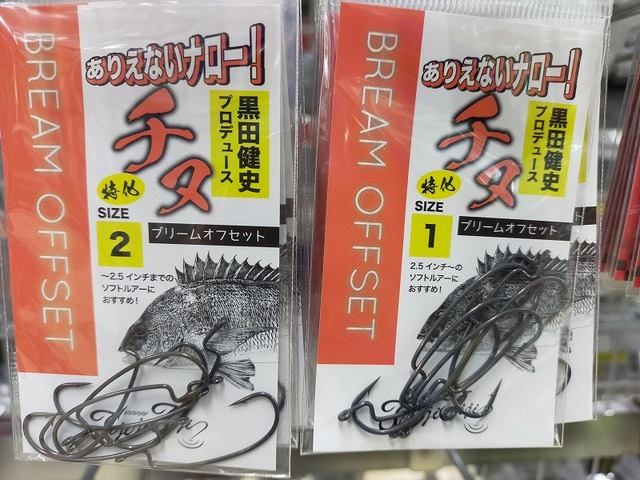 BREAM OFFSET
ありえないナロー！
チヌ
黒田健史
プロデュース
特化
SIZE
2
ブリームオフセット
〜2.5インチまでの
ソフトルアーに
おすすめ！
BREAM OFFSET
ありえないナロー！
チヌ
黒田健史
プロデュース
特化
SIZE
1
ブリームオフセット
2.5インチ〜の
ソフトルアーに
おすすめ！